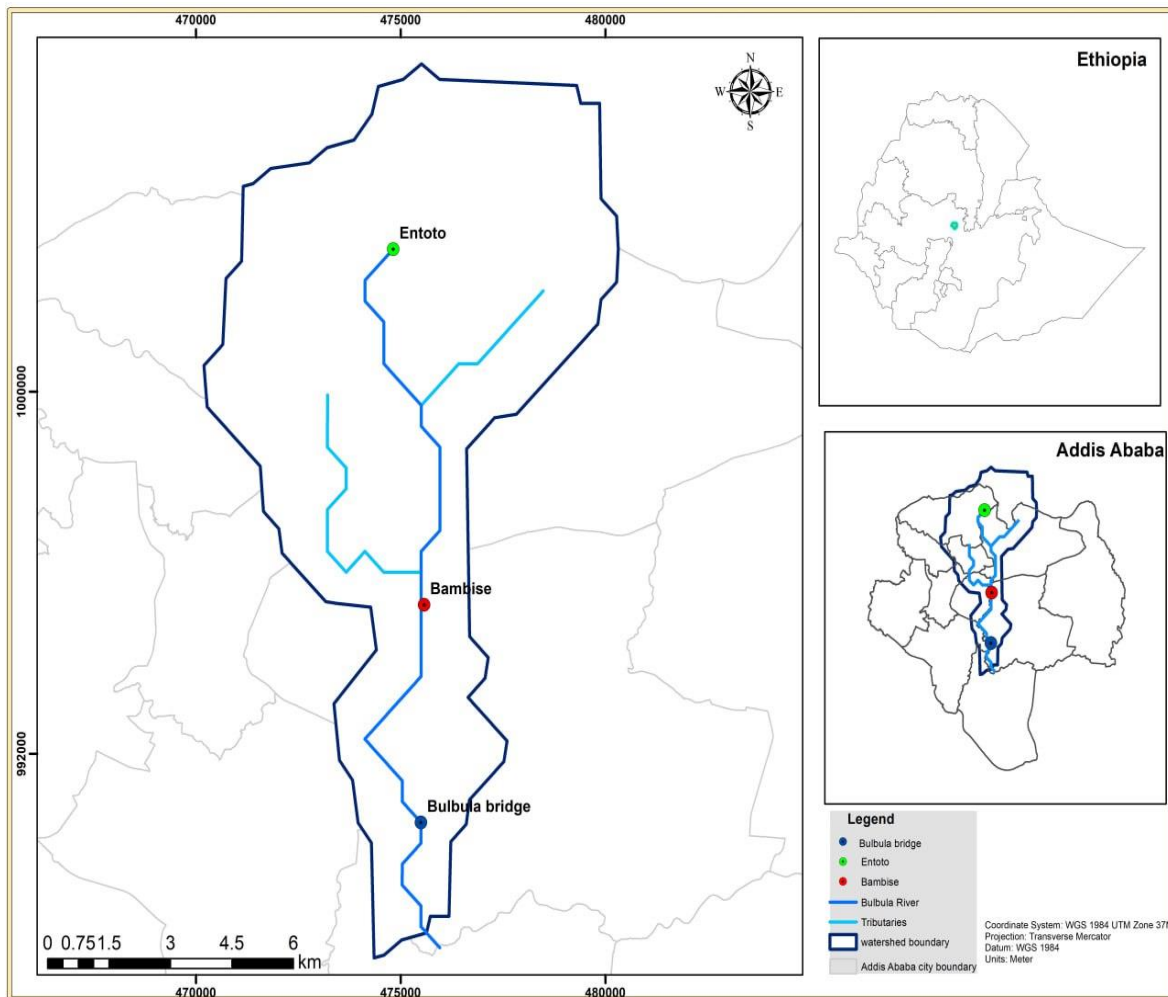 470000 475000 480000
N
W E
S
Entoto
1000000
Bambise
992000
Bulbula bridge
0 0.75 1.5 3 4.5 6
km
470000 475000 480000
Ethiopia
Addis Ababa
Legend
Bulbula bridge
Entoto
Bambise
Bulbula River
Tributaries
watershed boundary
Addis Ababa city boundary
Coordinate System: WGS 1984 UTM Zone 37N
Projection: Transverse Mercator
Datum: WGS 1984
Units: Meter